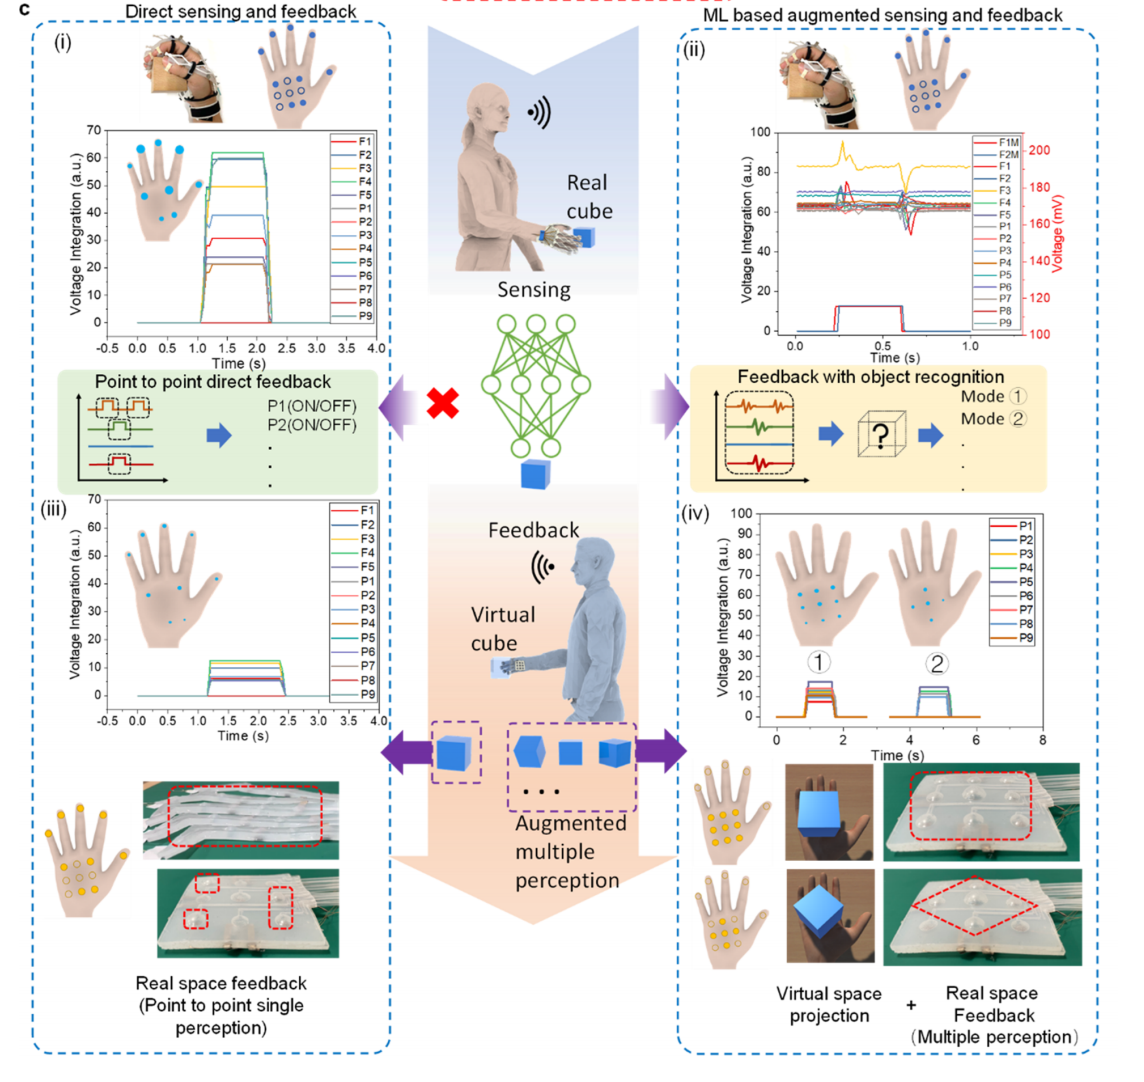 c
Direct sensing and feedback
ML based augmented sensing and feedback
(i)
Voltage Integration (a.u.)
70
60
50
40
30
20
10
0
-0.5 0.0 0.5 1.0 1.5 2.0 2.5 3.0 3.5 4.0
Time (s)
F1
F2
F3
F4
F5
P1
P2
P3
P4
P5
P6
P7
P8
P9
Real
cube
Sensing
(ii)
Voltage Integration (a.u.)
100
80
60
40
20
0
0.0 0.5 1.0
Time (s)
200
180
160
140
120
100
Voltage (mV)
F1M
F2M
F1
F2
F3
F4
F5
P1
P2
P3
P4
P5
P6
P7
P8
P9
Point to point direct feedback
P1(ON/OFF)
P2(ON/OFF)
.
.
.
Feedback with object recognition
?
Mode ①
Mode ②
.
.
.
(iii)
Voltage Integration (a.u.)
70
60
50
40
30
20
10
0
-0.5 0.0 0.5 1.0 1.5 2.0 2.5 3.0 3.5 4.0
Time (s)
F1
F2
F3
F4
F5
P1
P2
P3
P4
P5
P6
P7
P8
P9
Feedback
Virtual
cube
...
Augmented
multiple
perception
(iv)
Voltage Integration (a.u.)
100
90
80
70
60
50
40
30
20
10
0
0 2 4 6 8
Time (s)
① ②
P1
P2
P3
P4
P5
P6
P7
P8
P9
Real space feedback
(Point to point single
perception)
Virtual space
projection
+
Real space
Feedback
(Multiple perception)